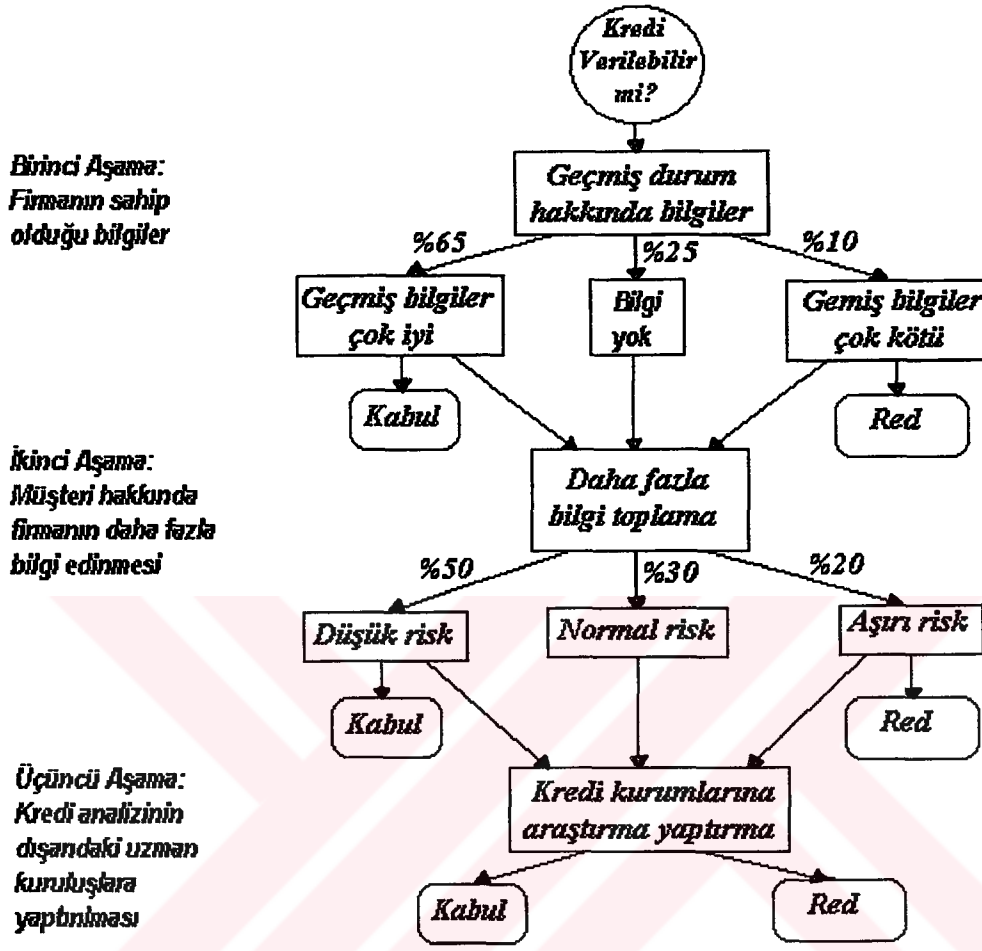 Kredi
Verilebilir
mi?
Birinci Aşama:
Firmanın sahip
olduğu bilgiler
Geçmiş durum
hakkında bilgiler
%65
%25
%10
Geçmiş bilgiler
çok iyi
Bilgi
yok
Gemiş bilgiler
çok kötü
Kabul
Red
İkinci Aşama:
Müşteri hakkında
firmanın daha fazla
bilgi edinmesi
Daha fazla
bilgi toplama
%50
%30
%20
Düşük risk
Normal risk
Aşırı risk
Kabul
Red
Üçüncü Aşama:
Kredi analizinin
dışarıdaki uzman
kuruluşlara
yaptırılması
Kredi kurumlarına
araştırma yaptırma
Kabul
Red